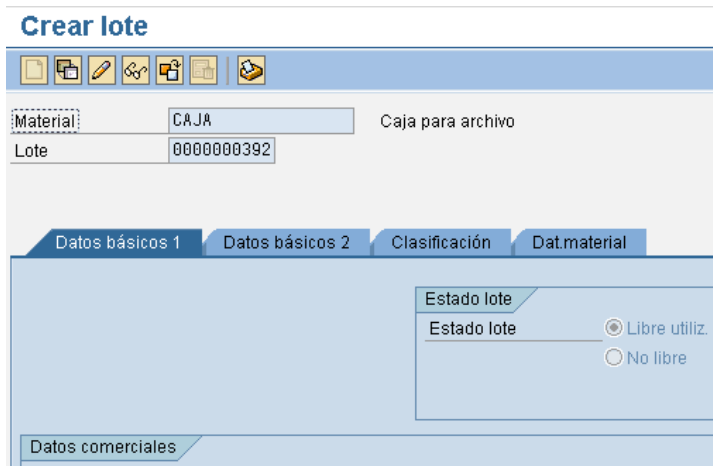 Crear lote
Material CAJA Caja para archivo
Lote 0000000392
Datos básicos 1 Datos básicos 2 Clasificación Dat.material
Estado lote
Estado lote Libre utiliz.
No libre
Datos comerciales